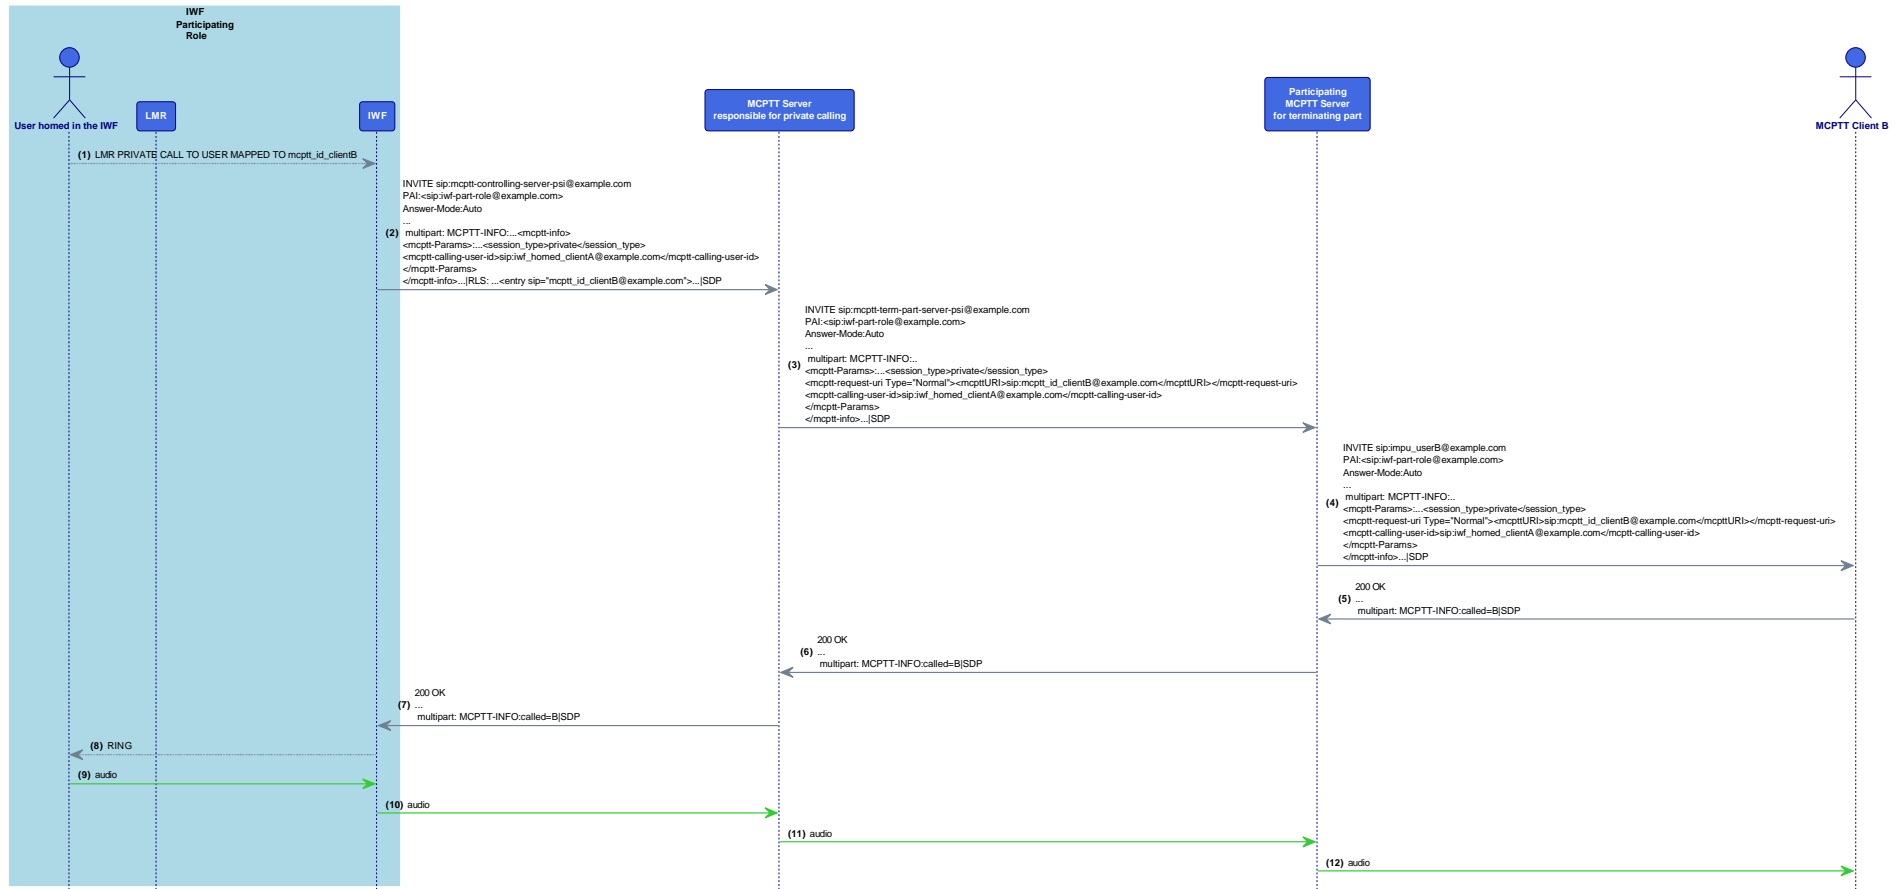 IWF
Participating
Role
User homed in the IWF
LMR
IWF
MCPTT Server
responsible for private calling
Participating
MCPTT Server
for terminating part
MCPTT Client B
(1) LMR PRIVATE CALL TO USER MAPPED TO mcptt_id_clientB
INVITE sip:mcptt-controlling-server-psi@example.com
PAI:<sip:iwf-part-role@example.com>
Answer-Mode:Auto
...
(2) multipart: MCPTT-INFO:...<mcptt-info>
<mcptt-Params>:...<session_type>private</session_type>
<mcptt-calling-user-id>sip:iwf_homed_clientA@example.com</mcptt-calling-user-id>
</mcptt-Params>
</mcptt-info>...|RLS: ...<entry sip="mcptt_id_clientB@example.com">...|SDP
INVITE sip:mcptt-term-part-server-psi@example.com
PAI:<sip:iwf-part-role@example.com>
Answer-Mode:Auto
...
multipart: MCPTT-INFO:..
(3)
<mcptt-Params>:...<session_type>private</session_type>
<mcptt-request-uri Type="Normal"><mcpttURI>sip:mcptt_id_clientB@example.com</mcpttURI></mcptt-request-uri>
<mcptt-calling-user-id>sip:iwf_homed_clientA@example.com</mcptt-calling-user-id>
</mcptt-Params>
</mcptt-info>...|SDP
INVITE sip:impu_userB@example.com
PAI:<sip:iwf-part-role@example.com>
Answer-Mode:Auto
...
multipart: MCPTT-INFO:..
(4)
<mcptt-Params>:...<session_type>private</session_type>
<mcptt-request-uri Type="Normal"><mcpttURI>sip:mcptt_id_clientB@example.com</mcpttURI></mcptt-request-uri>
<mcptt-calling-user-id>sip:iwf_homed_clientA@example.com</mcptt-calling-user-id>
</mcptt-Params>
</mcptt-info>...|SDP
200 OK
(5) ...
multipart: MCPTT-INFO:called=B|SDP
200 OK
(6) ...
multipart: MCPTT-INFO:called=B|SDP
200 OK
(7) ...
multipart: MCPTT-INFO:called=B|SDP
(8) RING
(9) audio
(10) audio
(11) audio
(12) audio